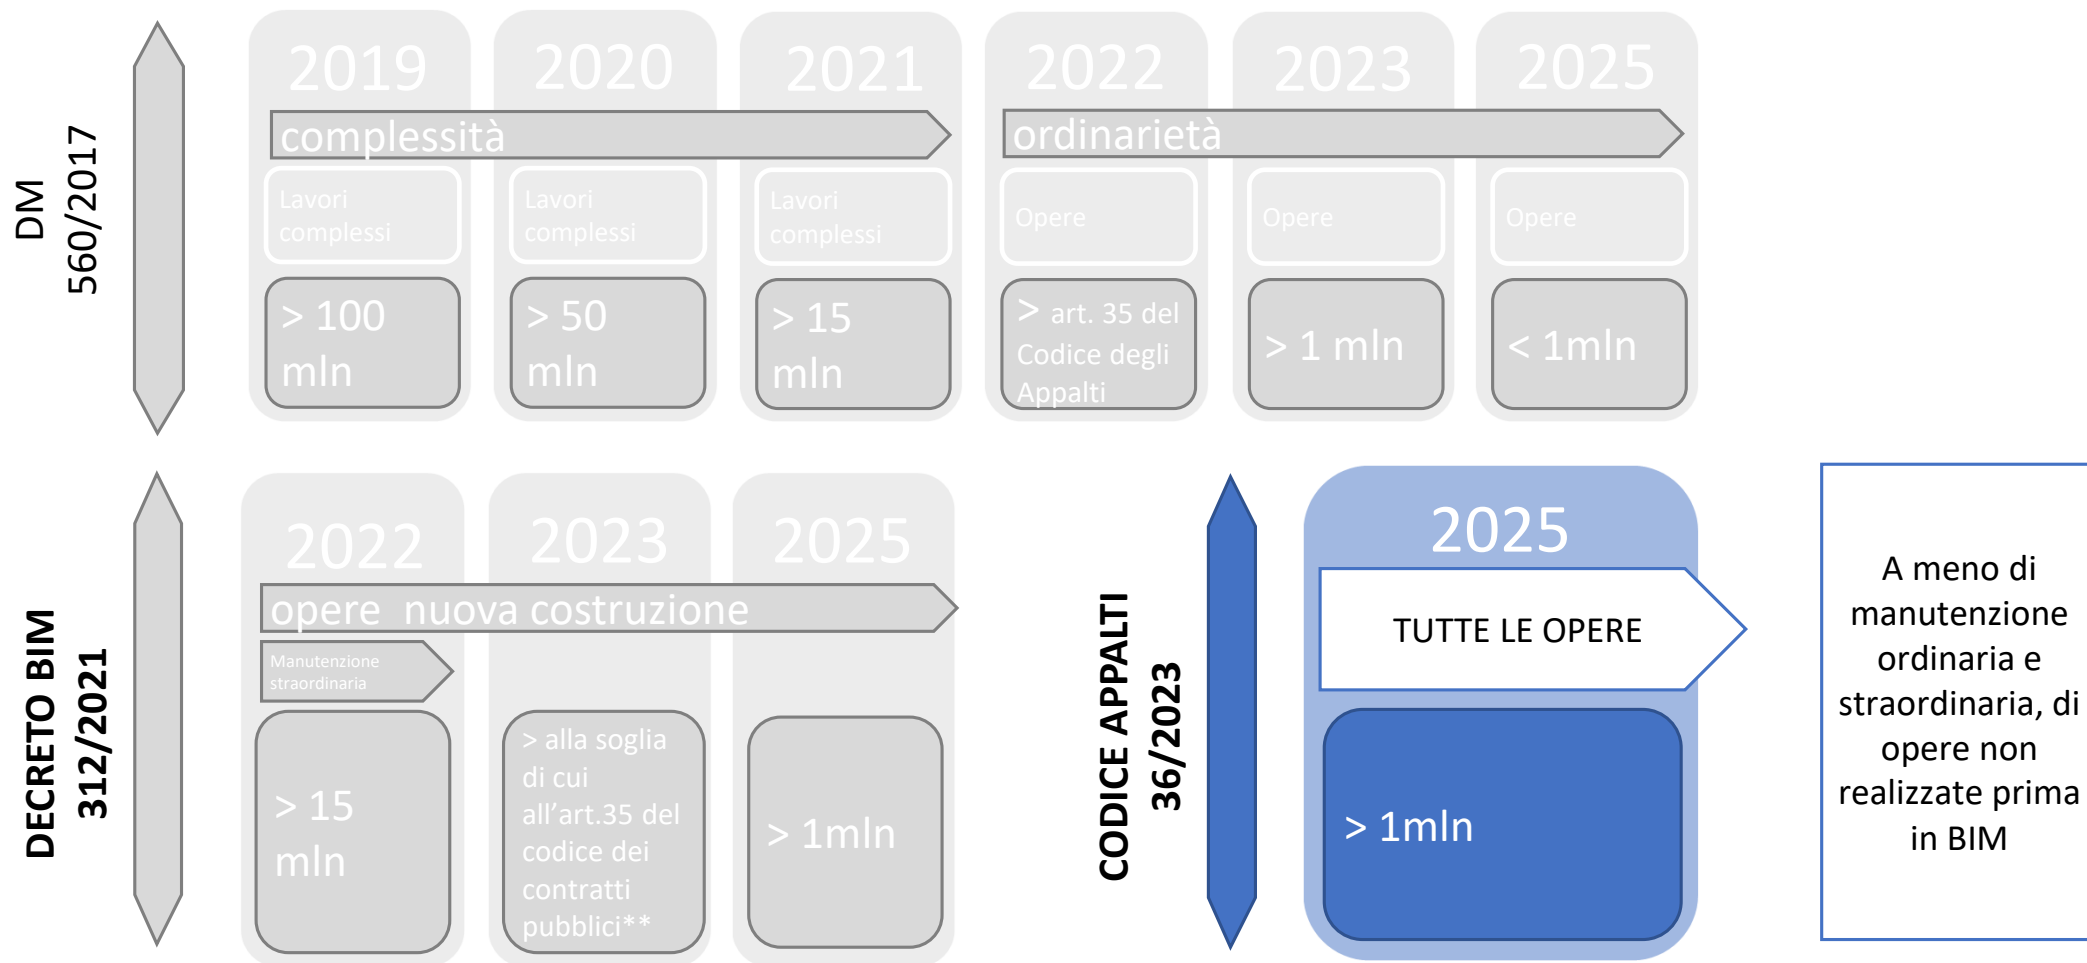 DM
560/2017
2019
2020
2021
2022
2023
2025
complessità
ordinarietà
Lavori
complessi
Lavori
complessi
Lavori
complessi
Opere
Opere
Opere
> 100
mln
> 50
mln
> 15
mln
> art. 35 del
Codice degli
Appalti
> 1 mln
< 1mln
DECRETO BIM
312/2021
2022
2023
2025
opere nuova costruzione
Manutenzione
straordinaria
> 15
mln
> alla soglia
di cui
all’art.35 del
codice dei
contratti
pubblici**
> 1mln
CODICE APPALTI
36/2023
2025
TUTTE LE OPERE
> 1mln
A meno di
manutenzione
ordinaria e
straordinaria, di
opere non
realizzate prima
in BIM